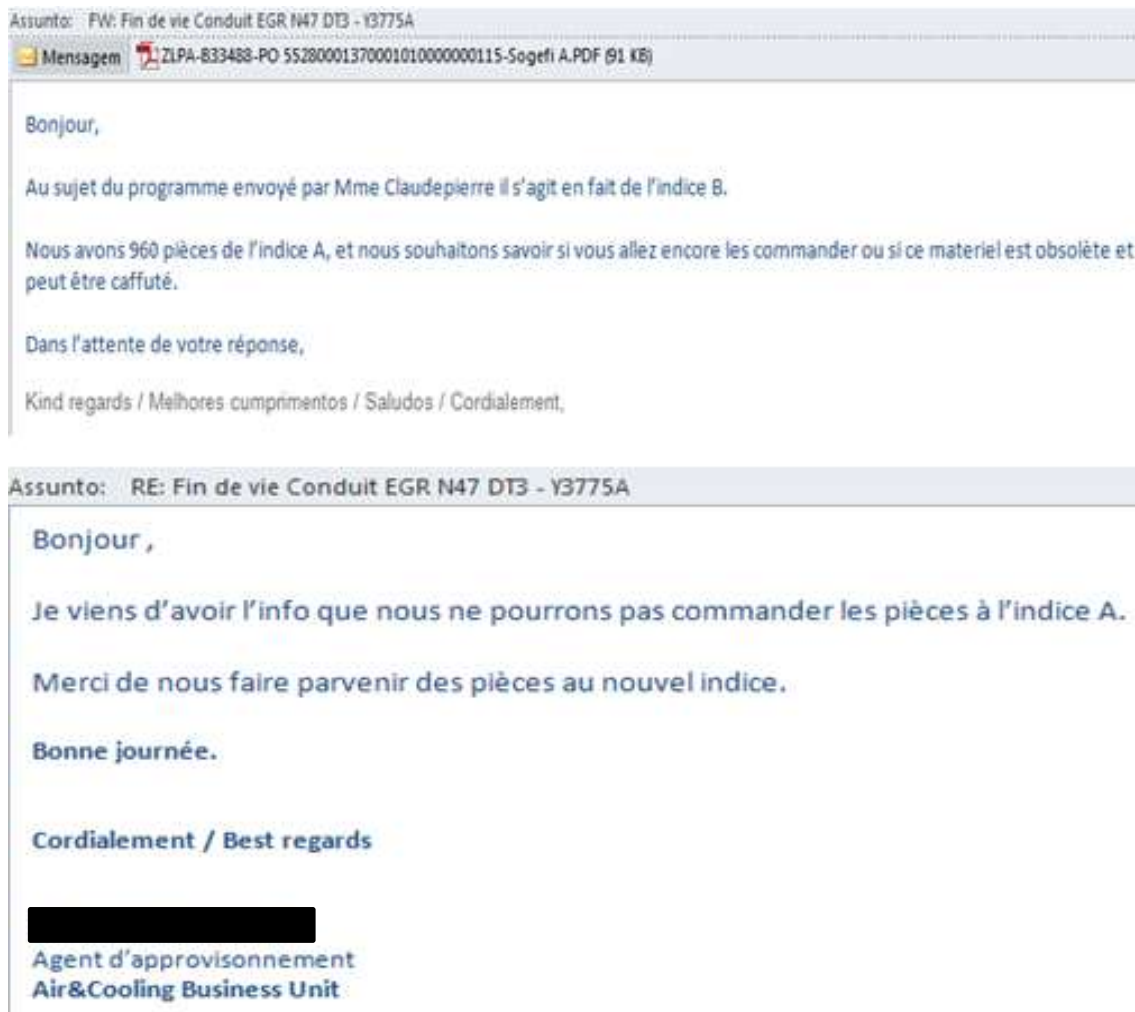 Assunto: FW: Fin de vie Conduit EGR N47 DT3 - Y3775A
Mensagem ZLPA-B33488-PO 55280001370001010000000115-Sogefi A.PDF (91 KB)
Bonjour,
Au sujet du programme envoyé par Mme Claudepierre il s'agit en fait de l'indice B.
Nous avons 960 pièces de l'indice A, et nous souhaitons savoir si vous allez encore les commander ou si ce materiel est obsolète et
peut être caffuté.
Dans l'attente de votre réponse,
Kind regards / Melhores cumprimentos / Saludos / Cordialement,
Assunto: RE: Fin de vie Conduit EGR N47 DT3 - Y3775A
Bonjour ,
Je viens d'avoir l'info que nous ne pourrons pas commander les pièces à l'indice A.
Merci de nous faire parvenir des pièces au nouvel indice.
Bonne journée.
Cordialement / Best regards
Agent d'approvisonnement
Air&Cooling Business Unit